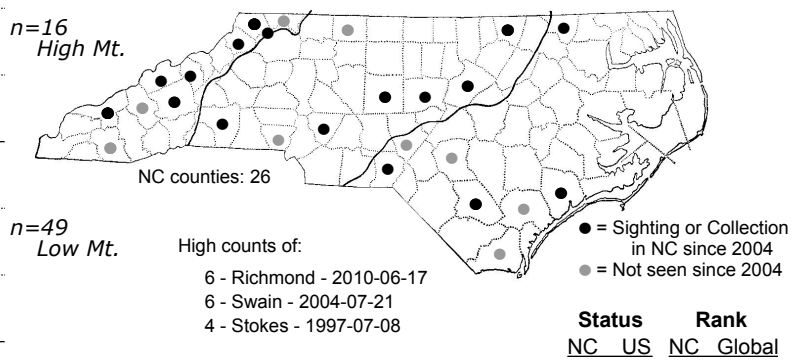 n=16
High Mt.
NC counties: 26
n=49
Low Mt.
High counts of:
6 - Richmond - 2010-06-17
6 - Swain - 2004-07-21
4 - Stokes - 1997-07-08
= Sighting or Collection
in NC since 2004
= Not seen since 2004
Status Rank
NC US NC Global